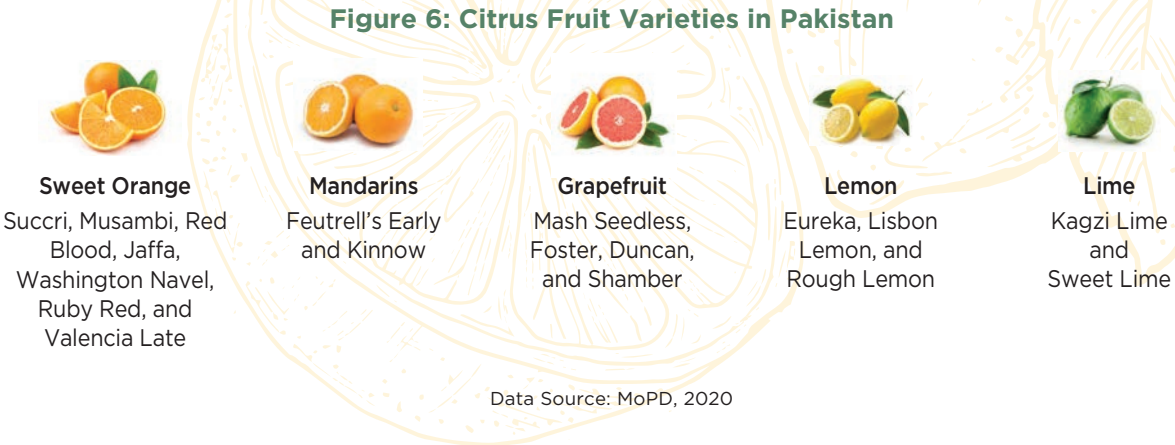 Figure 6: Citrus Fruit Varieties in Pakistan
Sweet Orange
Succri, Musambi, Red
Blood, Jaffa,
Washington Navel,
Ruby Red, and
Valencia Late
Mandarins
Feutrell's Early
and Kinnow
Grapefruit
Mash Seedless,
Foster, Duncan,
and Shamber
Lemon
Eureka, Lisbon
Lemon, and
Rough Lemon
Lime
Kagzi Lime
and
Sweet Lime
Data Source: MoPD, 2020